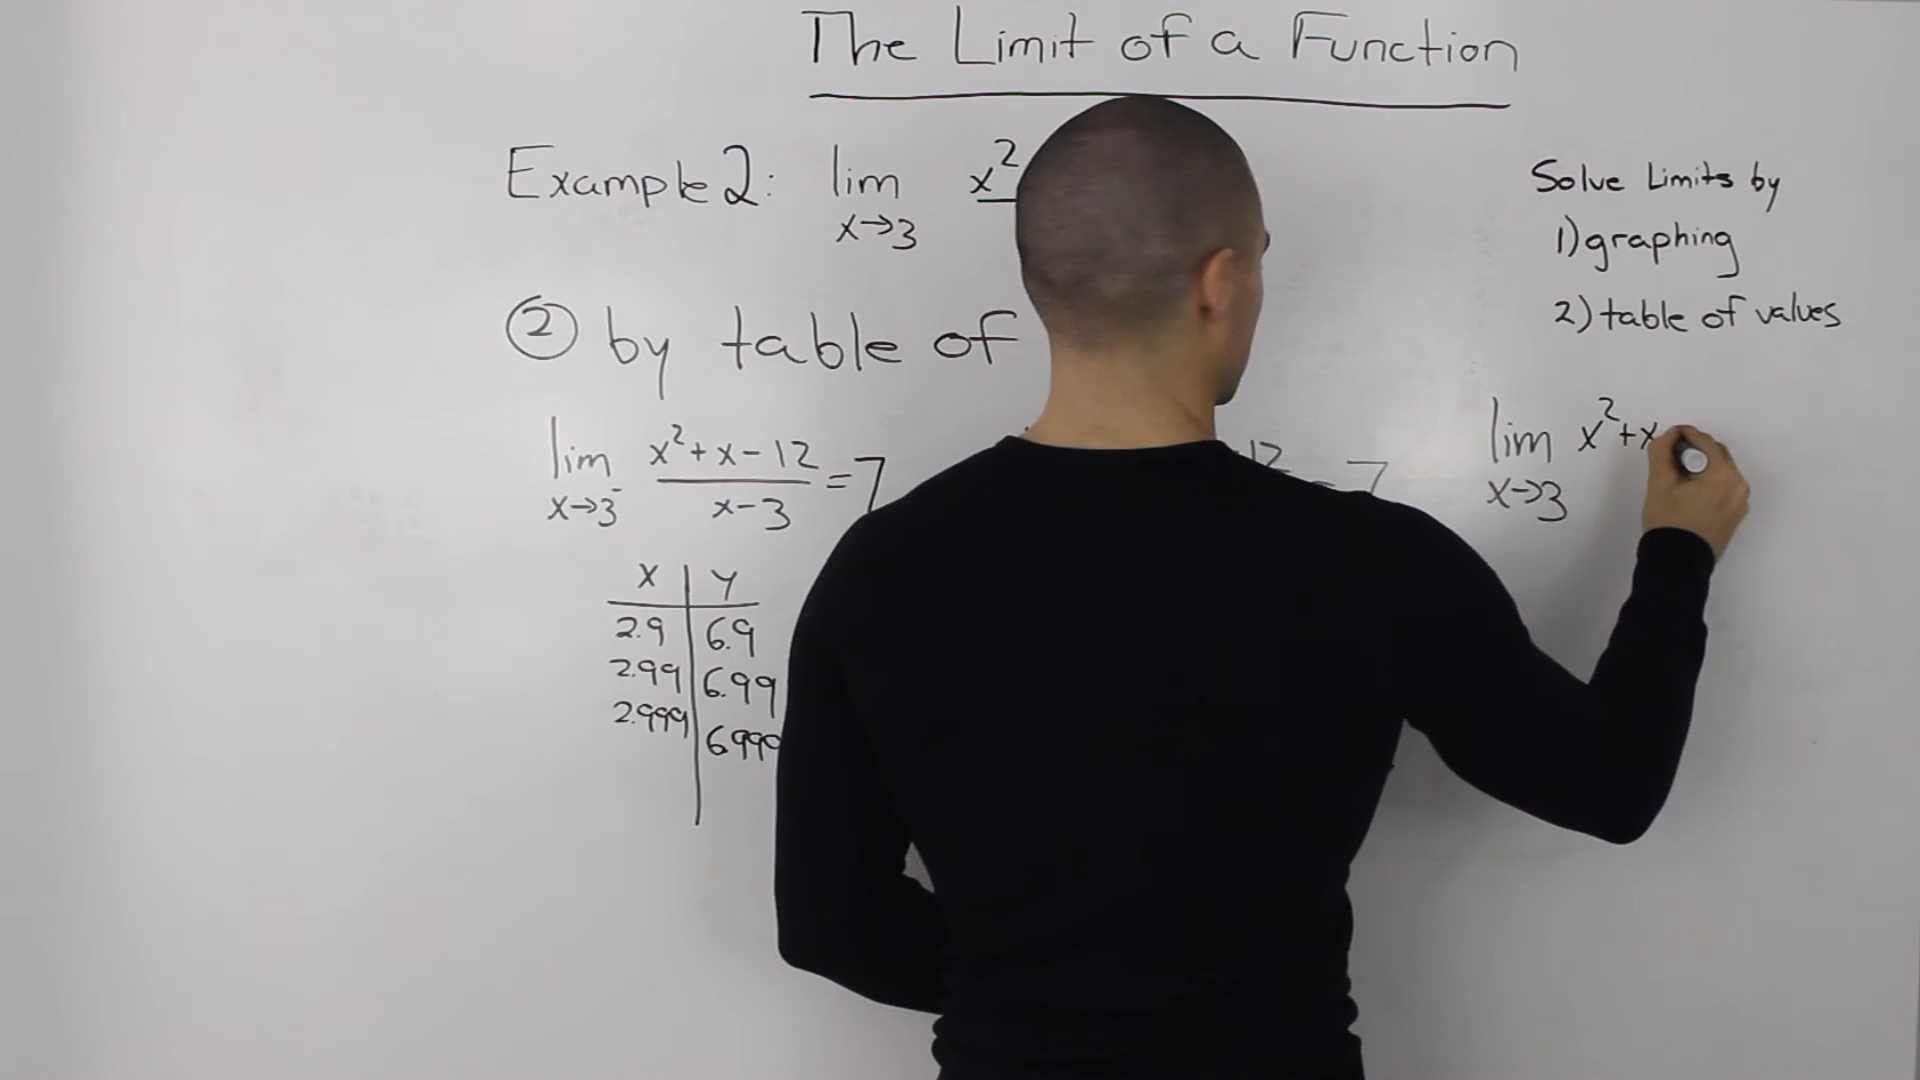 The Limit of a Function
Example 2: lim x²
x→3
② by table of
lim x²+x-12 = 7
x→3⁻ x-3
x y
2.9 6.9
2.99 6.99
2.999 6.999
12 = 7
Solve Limits by
1) graphing
2) table of values
lim x²+x
x→3